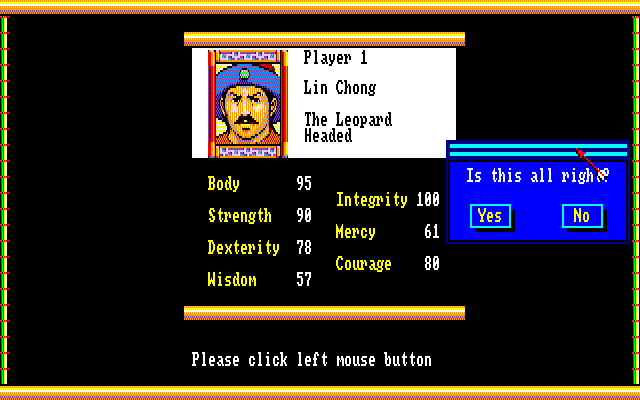 Player 1
Lin Chong
The Leopard
Headed
Body 95
Strength 90
Dexterity 78
Wisdom 57
Integrity 100
Mercy 61
Courage 80
Is this all right?
Yes No
Please click left mouse button